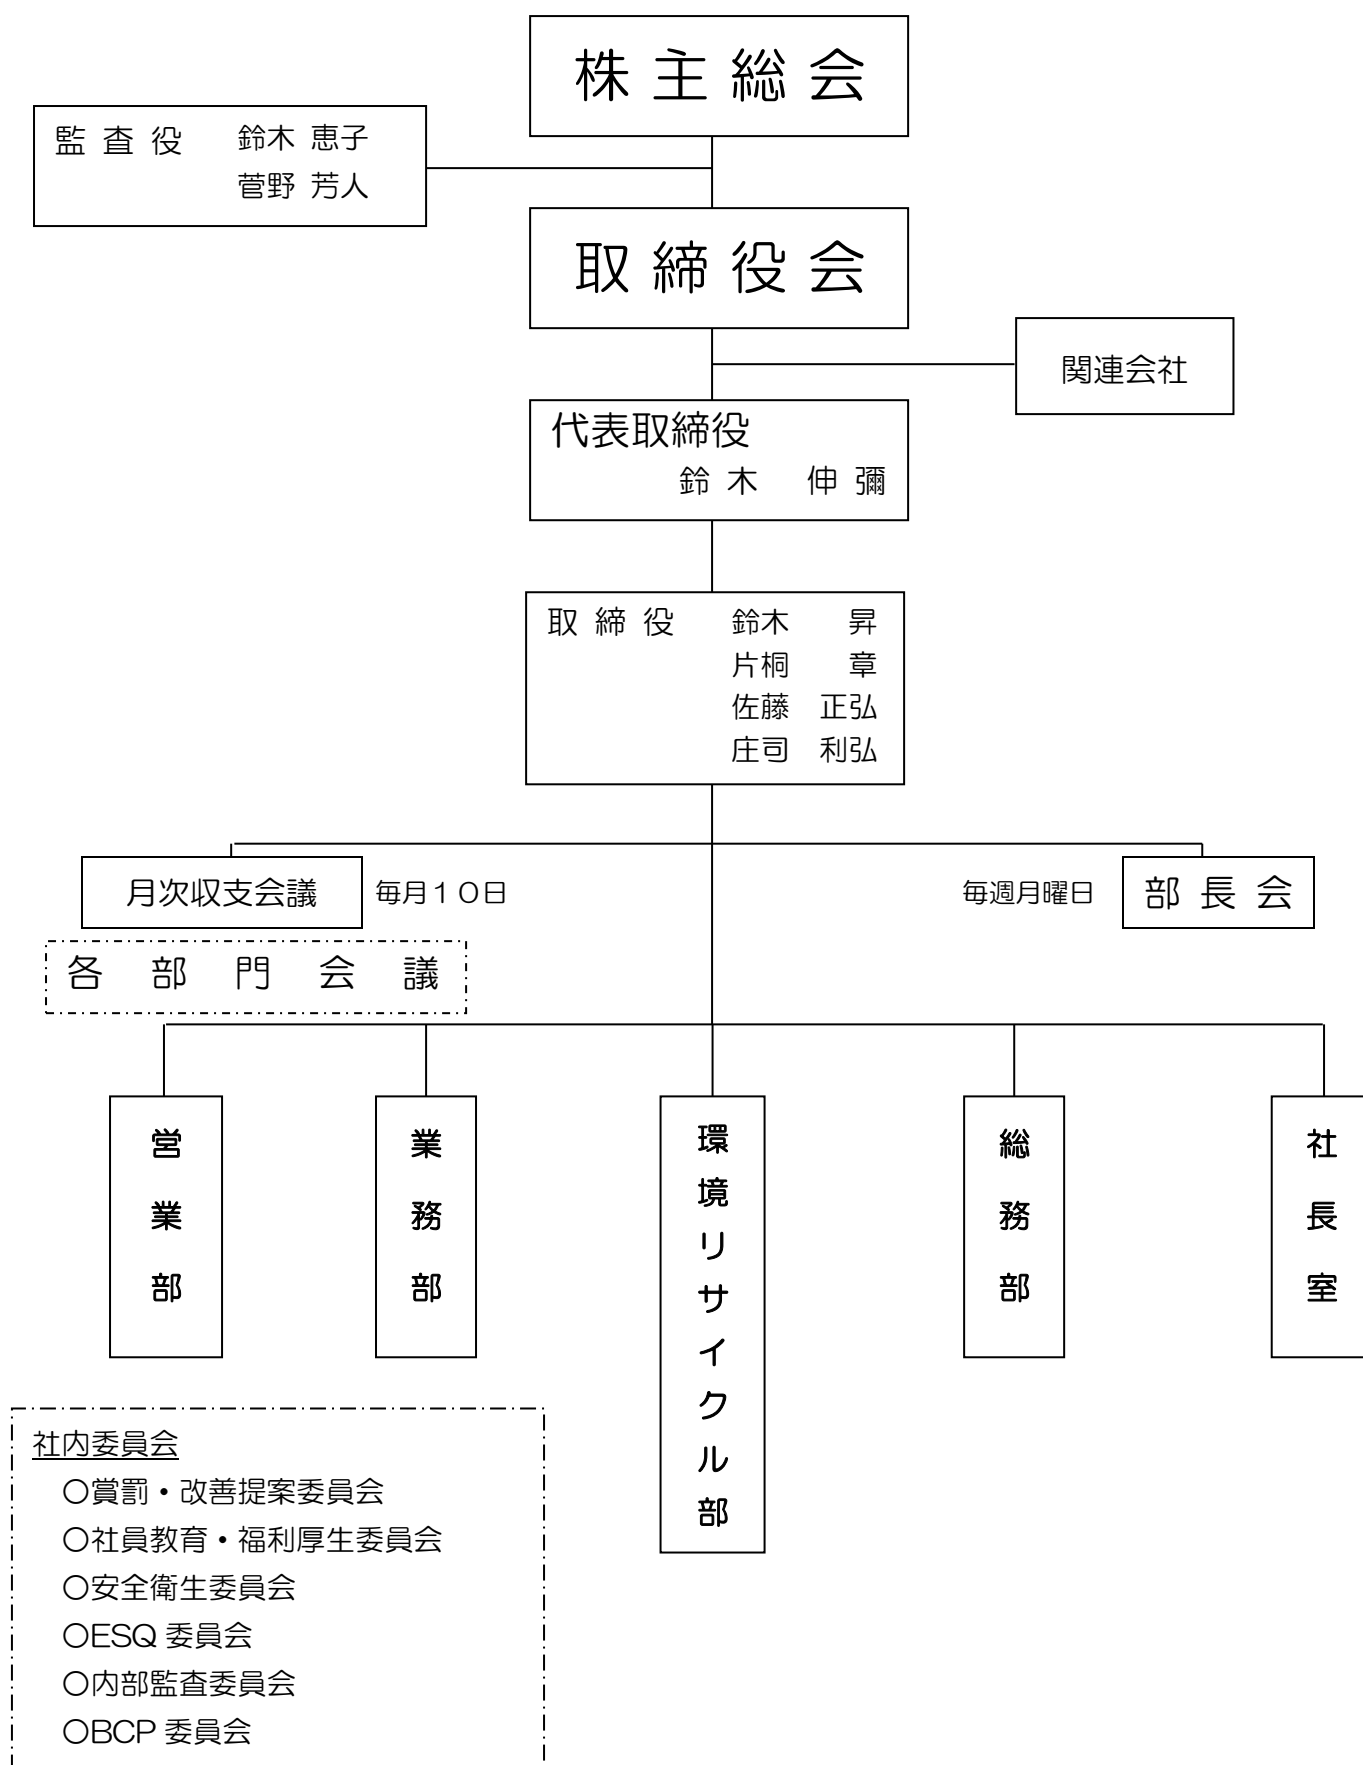 株主総会
監査役 鈴木 恵子
菅野 芳人
取締役会
関連会社
代表取締役
鈴木 伸彌
取締役 鈴木 昇
片桐 章
佐藤 正弘
庄司 利弘
月次収支会議 毎月１０日
毎週月曜日 部長会
各部門会議
営業部
業務部
環境リサイクル部
総務部
社長室
社内委員会
○賞罰・改善提案委員会
○社員教育・福利厚生委員会
○安全衛生委員会
○ESQ 委員会
○内部監査委員会
○BCP 委員会